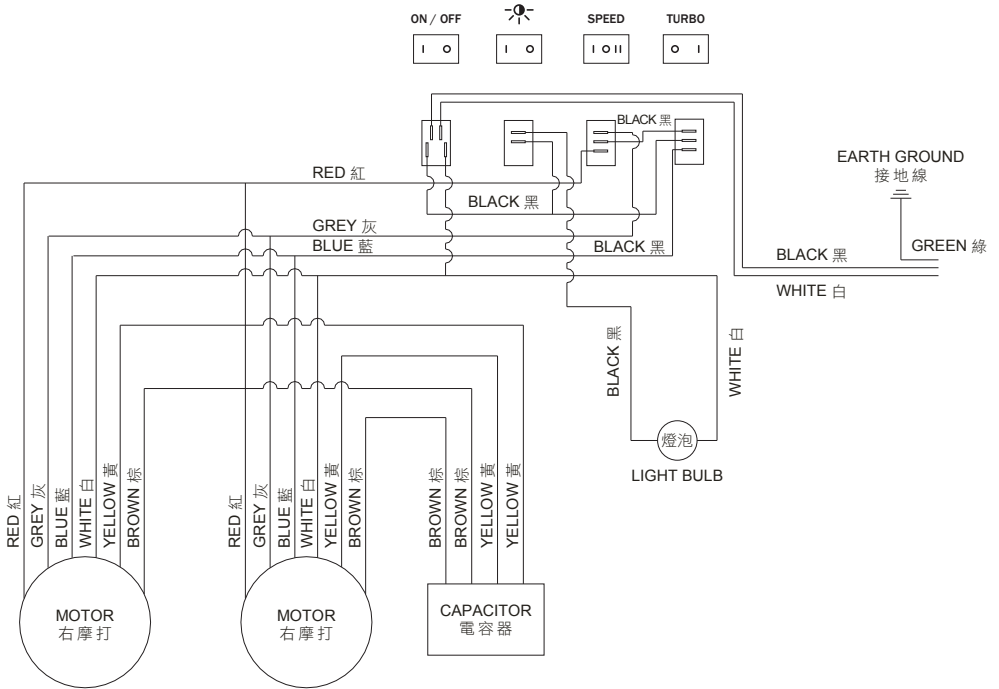 ON / OFF
SPEED
TURBO
I O
I O
I O II
O I
BLACK 黑
EARTH GROUND
接地線
RED 紅
BLACK 黑
GREY 灰
BLUE 藍
BLACK 黑
GREEN 綠
BLACK 黑
WHITE 白
BLACK 黑
WHITE 白
燈泡
LIGHT BULB
RED 紅
GREY 灰
BLUE 藍
WHITE 白
YELLOW 黃
BROWN 棕
RED 紅
GREY 灰
BLUE 藍
WHITE 白
YELLOW 黃
BROWN 棕
BROWN 棕
BROWN 棕
YELLOW 黃
YELLOW 黃
MOTOR
右摩打
MOTOR
右摩打
CAPACITOR
電容器